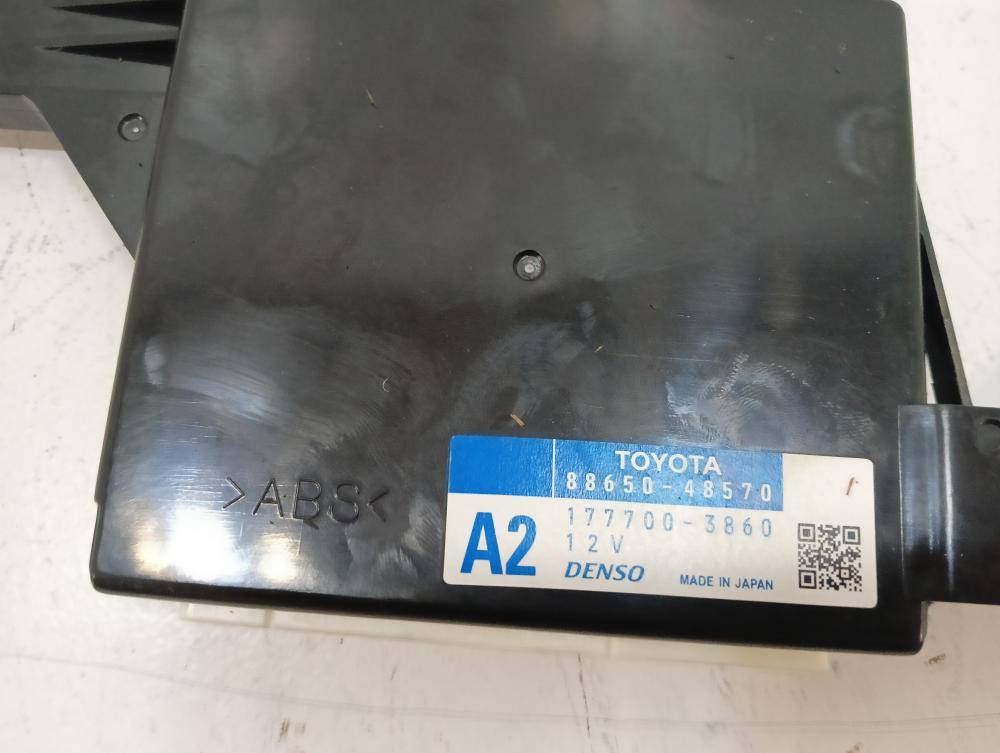 >ABS<
TOYOTA
88650-48570
A2
177700-3860
12V
DENSO
MADE IN JAPAN